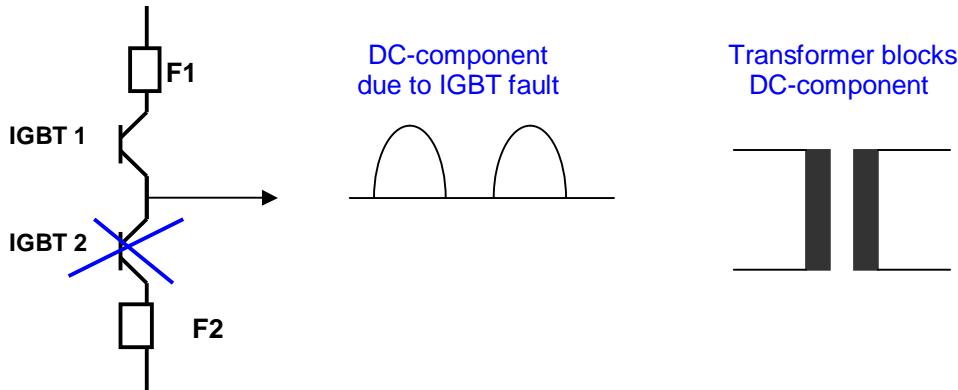 F1
IGBT 1
IGBT 2
F2
DC-component
due to IGBT fault
Transformer blocks
DC-component